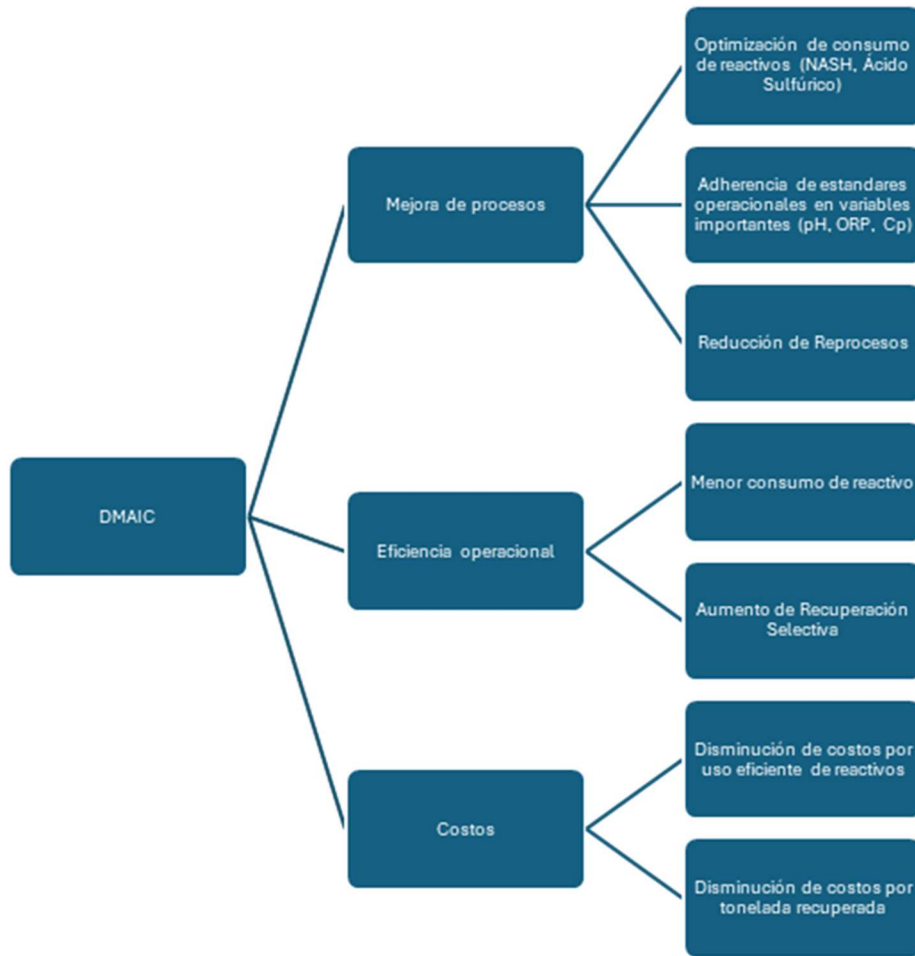 Optimización de consumo
de reactivos (NASH, Ácido
Sulfúrico)
Mejora de procesos
Adherencia de estandares
operacionales en variables
importantes (pH, ORP, Cp)
Reducción de Reprocesos
DMAIC
Menor consumo de reactivo
Eficiencia operacional
Aumento de Recuperación
Selectiva
Disminución de costos por
uso eficiente de reactivos
Costos
Disminución de costos por
tonelada recuperada